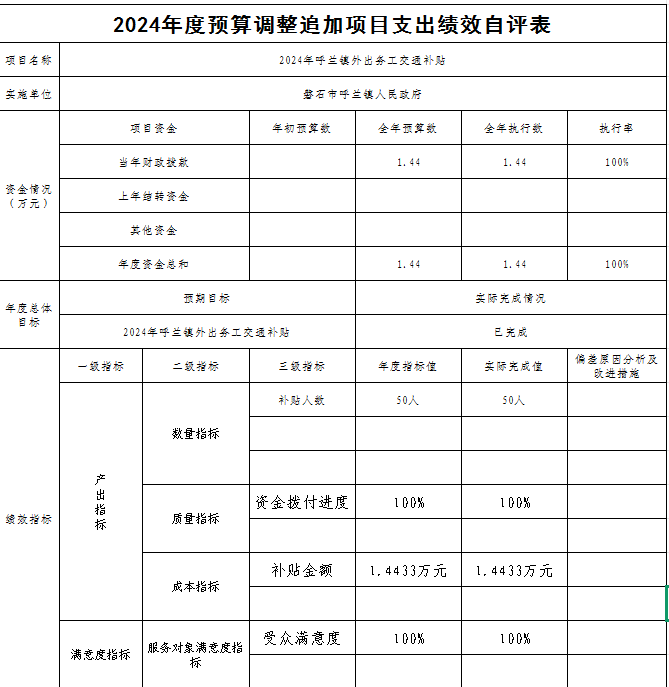 2024年度预算调整追加项目支出绩效自评表
项目名称 2024年呼兰镇外出务工交通补贴
实施单位 磐石市呼兰镇人民政府
资金情况
（万元）
项目资金 年初预算数 全年预算数 全年执行数 执行率
当年财政拨款 1.44 1.44 100%
上年结转资金
其他资金
年度资金总和 1.44 1.44 100%
年度总体
目标
预期目标 实际完成情况
2024年呼兰镇外出务工交通补贴 已完成
绩效指标
一级指标 二级指标 三级指标 年度指标值 实际完成值 偏差原因分析及
改进措施
产
出
指
标
数量指标
补贴人数 50人 50人
质量指标
资金拨付进度 100% 100%
成本指标
补贴金额 1.4433万元 1.4433万元
满意度指标
服务对象满意度指
标
受众满意度 100% 100%